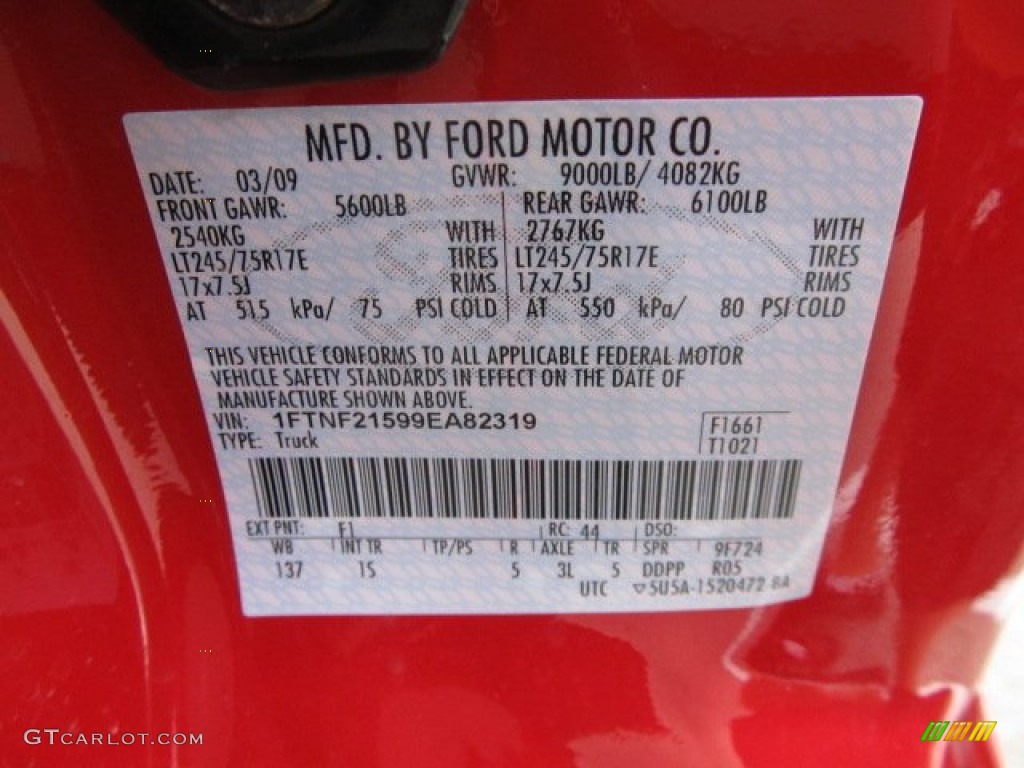 MFD. BY FORD MOTOR CO.
DATE: 03/09 GVWR: 9000LB/ 4082KG
FRONT GAWR: 5600LB REAR GAWR: 6100LB
2540KG WITH 2767KG WITH
LT245/75R17E TIRES LT245/75R17E TIRES
17x7.5J RIMS 17x7.5J RIMS
AT 515 kPa/ 75 PSI COLD AT 550 kPa/ 80 PSI COLD
THIS VEHICLE CONFORMS TO ALL APPLICABLE FEDERAL MOTOR
VEHICLE SAFETY STANDARDS IN EFFECT ON THE DATE OF
MANUFACTURE SHOWN ABOVE.
VIN: 1FTNF21599EA82319 F1661
TYPE: Truck T1021
EXT PNT: F1 RC: 44 DSO:
WB INT TR TP/PS R AXLE TR SPR 9F724
137 1S 5 3L 5 DDPP R05
UTC ▽5U5A-1520472 BA
GTCARLOT.COM